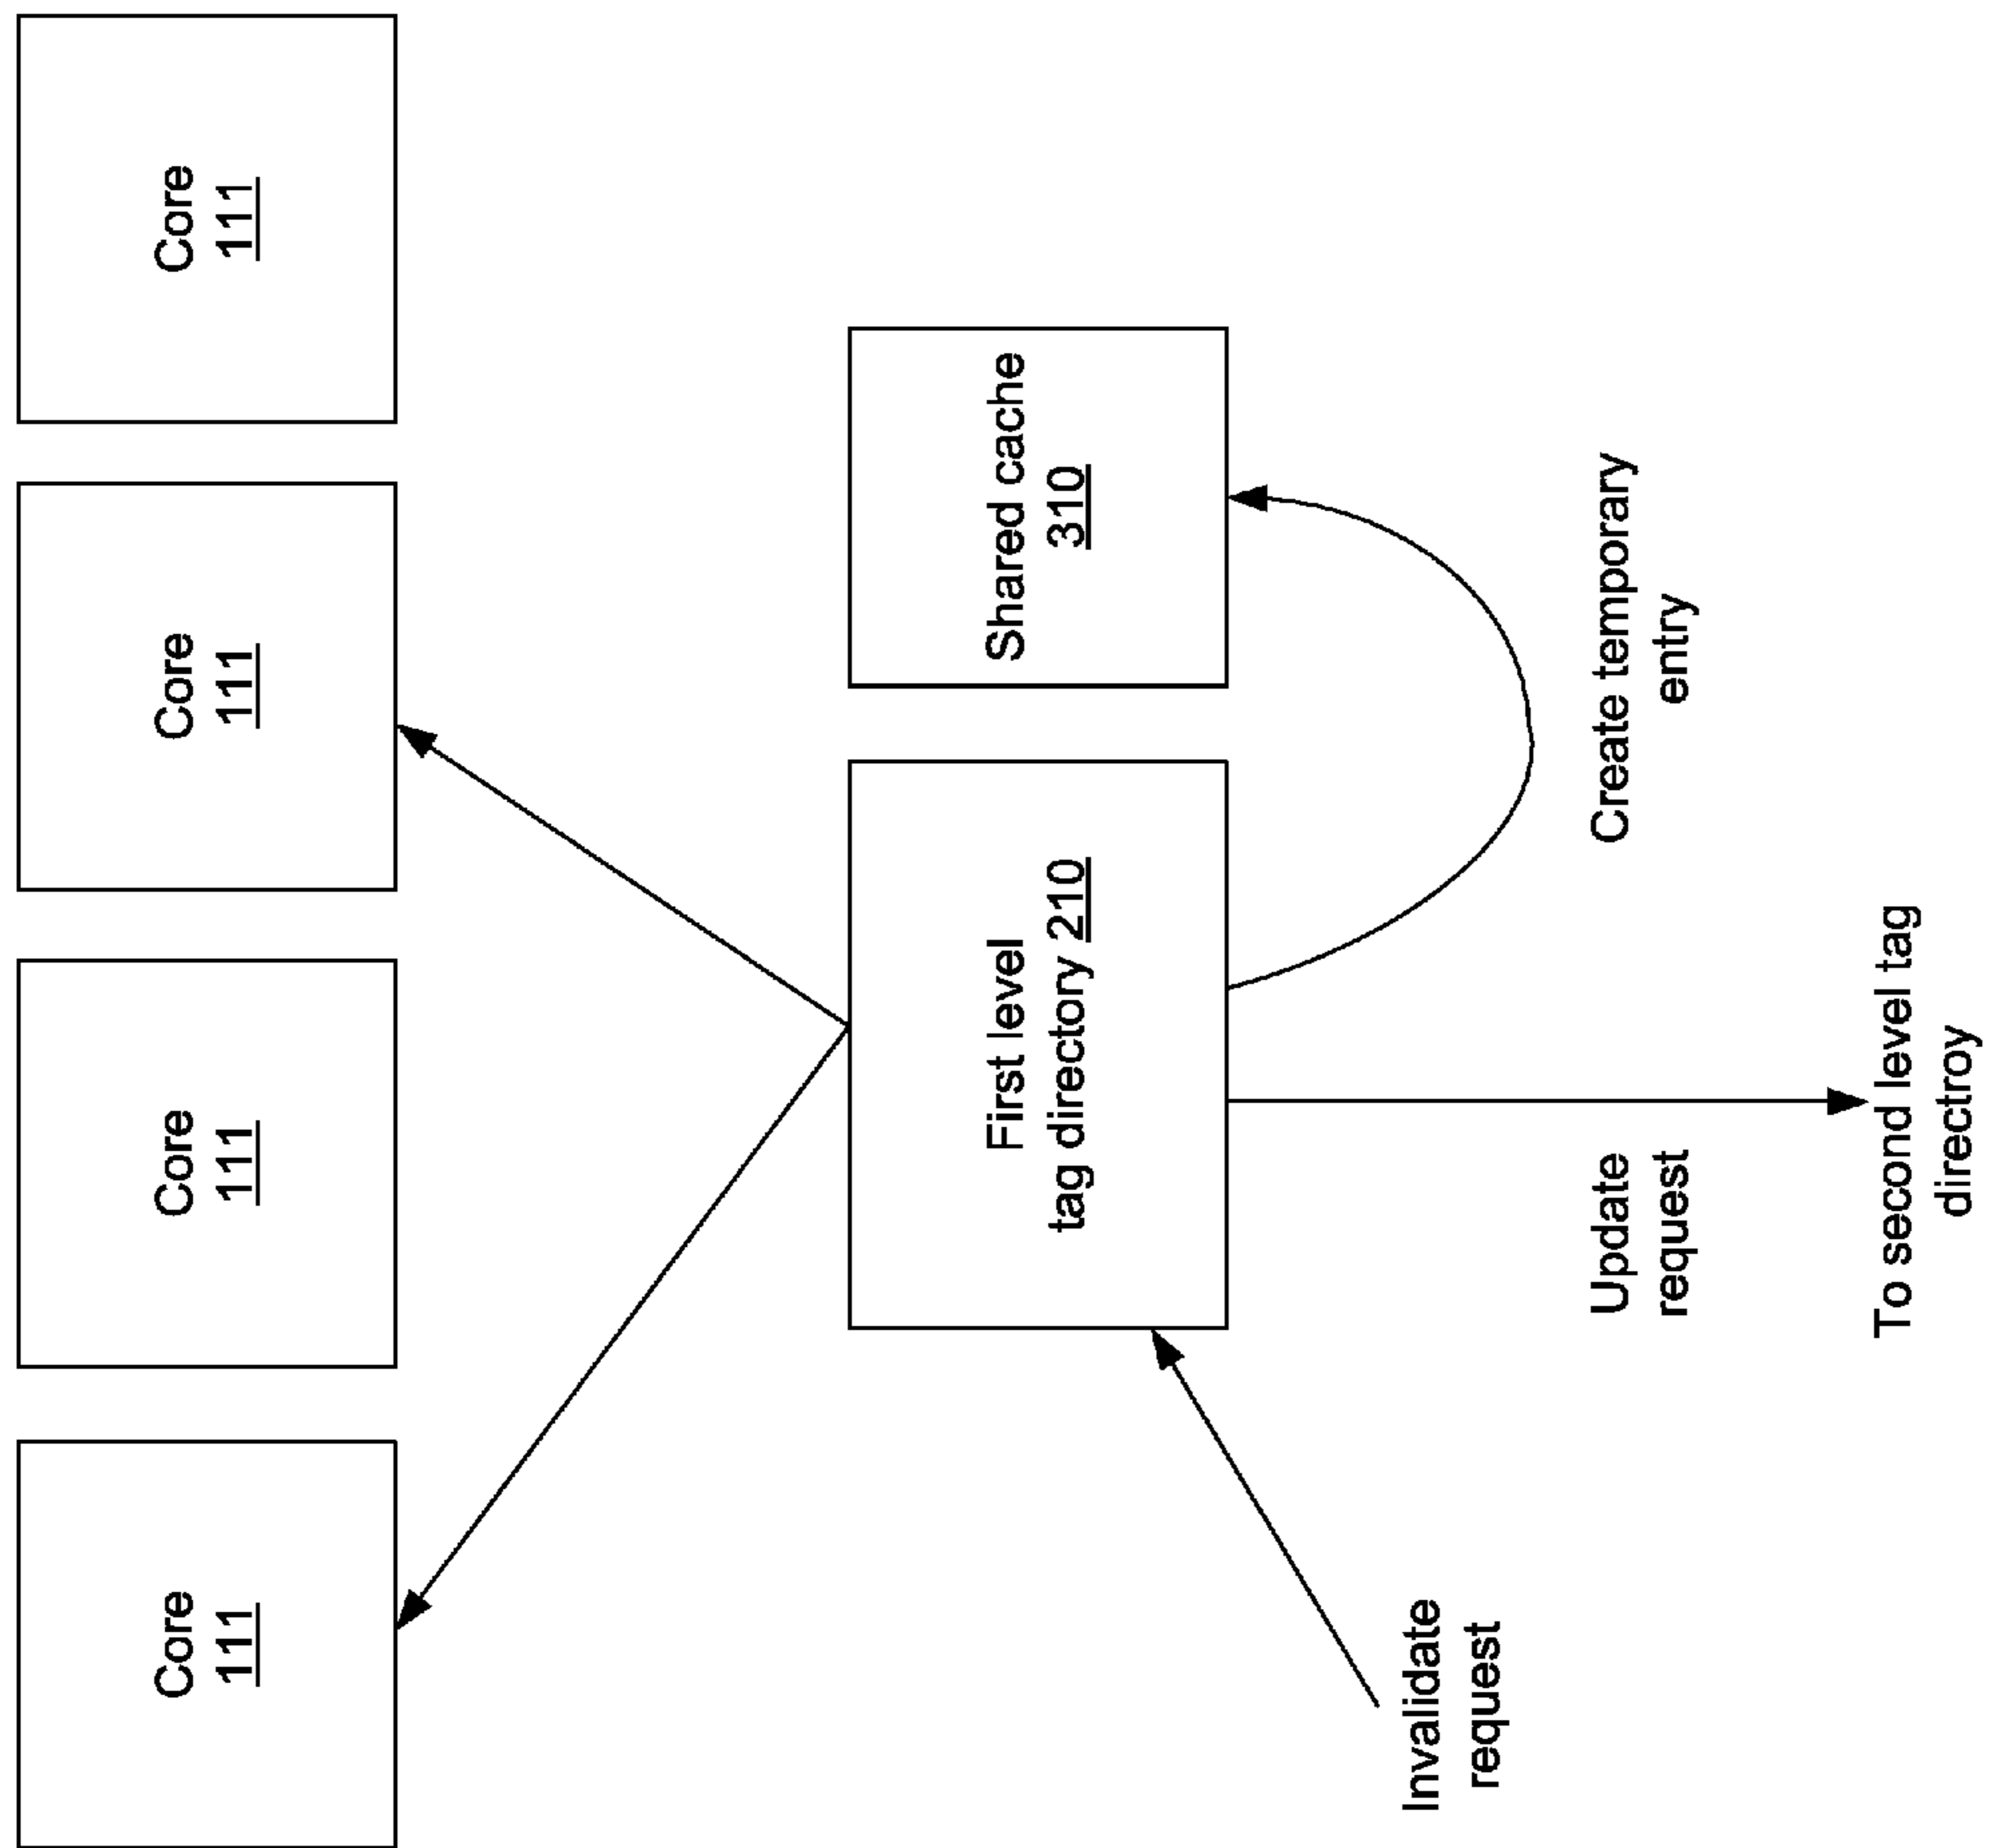 Core
111
Core
111
Core
111
Core
111
First level
tag directory 210
Shared cache
310
Invalidate
request
Update
request
Create temporary
entry
To second level tag
directroy